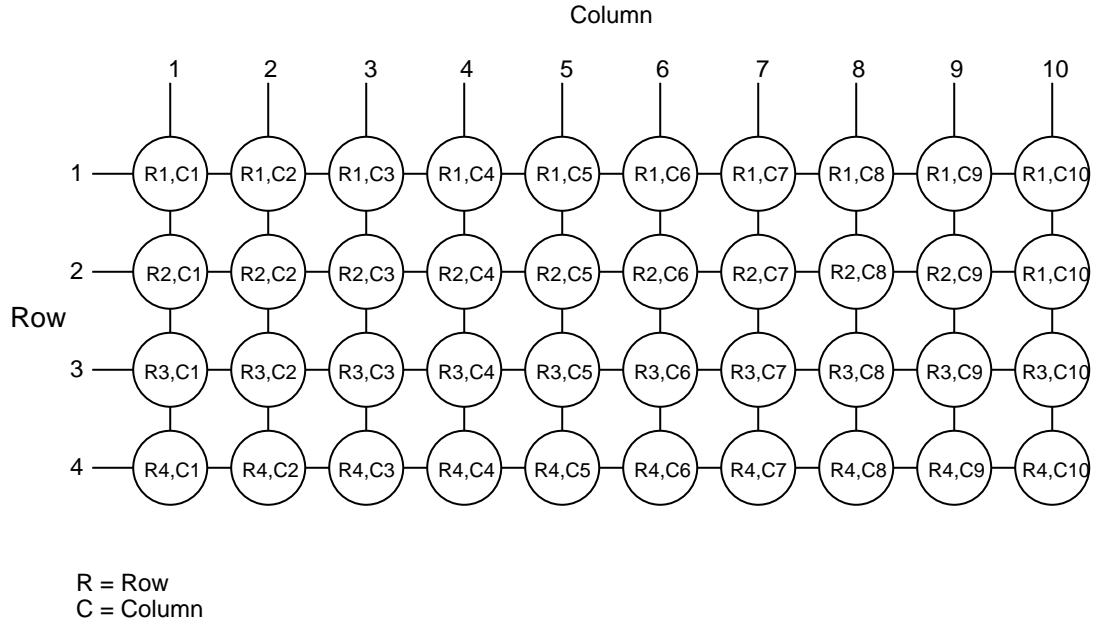 Column
1 2 3 4 5 6 7 8 9 10
1 R1,C1 R1,C2 R1,C3 R1,C4 R1,C5 R1,C6 R1,C7 R1,C8 R1,C9 R1,C10
2 R2,C1 R2,C2 R2,C3 R2,C4 R2,C5 R2,C6 R2,C7 R2,C8 R2,C9 R1,C10
Row
3 R3,C1 R3,C2 R3,C3 R3,C4 R3,C5 R3,C6 R3,C7 R3,C8 R3,C9 R3,C10
4 R4,C1 R4,C2 R4,C3 R4,C4 R4,C5 R4,C6 R4,C7 R4,C8 R4,C9 R4,C10
R = Row
C = Column